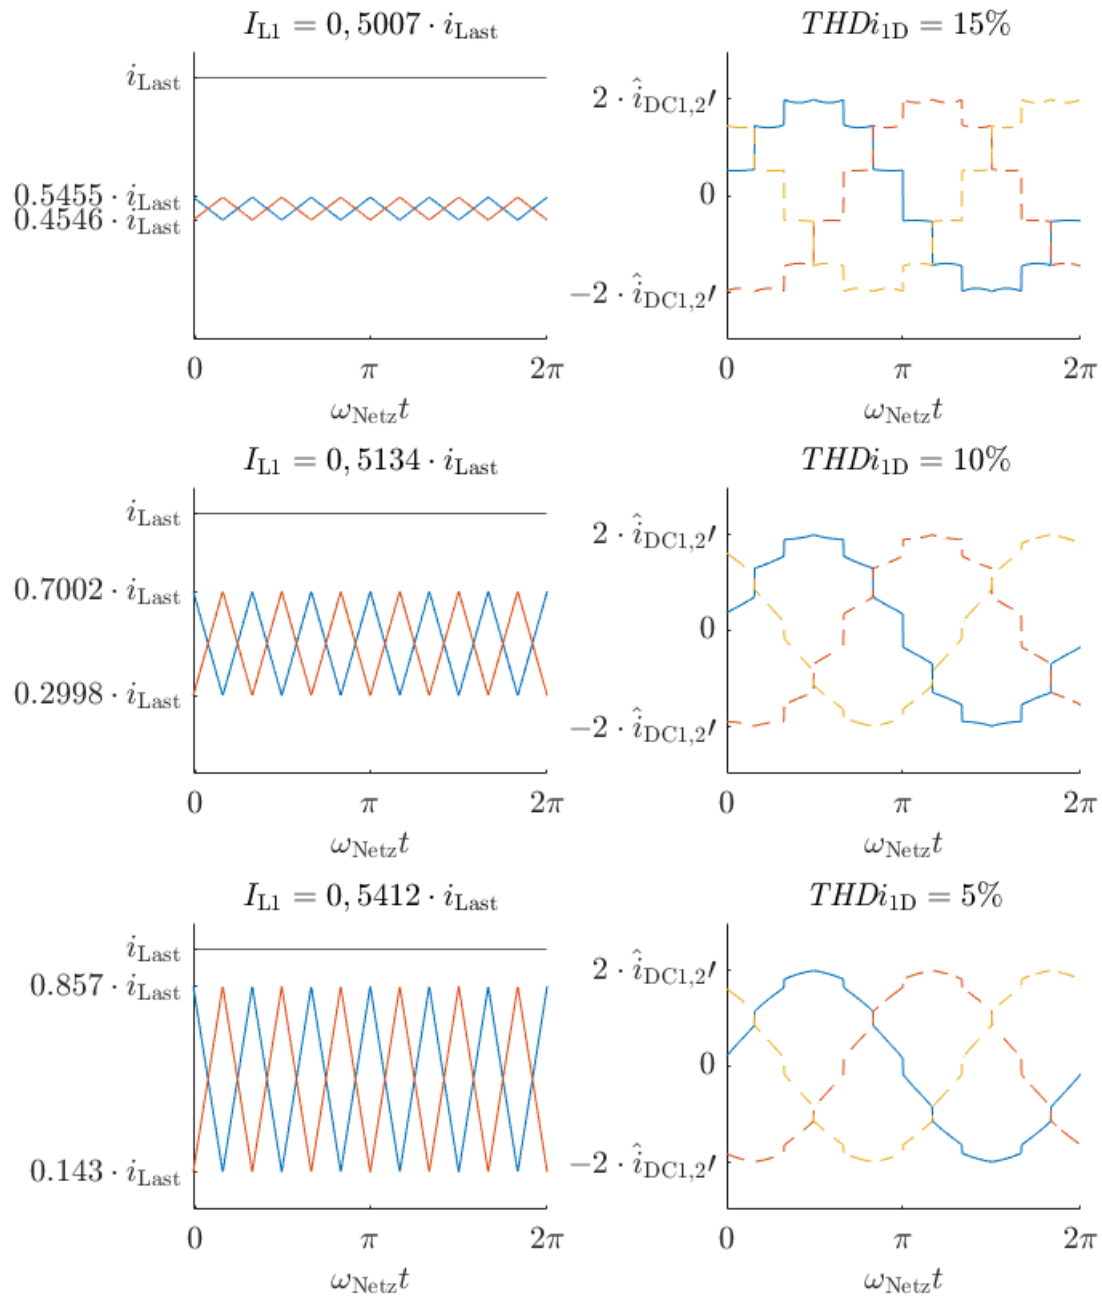 I_L1 = 0,5007 · i_Last
THDi_1D = 15%
i_Last
0.5455 · i_Last
0.4546 · i_Last
0 π 2π
ω_Netz t
2 · î_DC1,2′
0
−2 · î_DC1,2′
0 π 2π
ω_Netz t
I_L1 = 0,5134 · i_Last
THDi_1D = 10%
i_Last
0.7002 · i_Last
0.2998 · i_Last
0 π 2π
ω_Netz t
2 · î_DC1,2′
0
−2 · î_DC1,2′
0 π 2π
ω_Netz t
I_L1 = 0,5412 · i_Last
THDi_1D = 5%
i_Last
0.857 · i_Last
0.143 · i_Last
0 π 2π
ω_Netz t
2 · î_DC1,2′
0
−2 · î_DC1,2′
0 π 2π
ω_Netz t